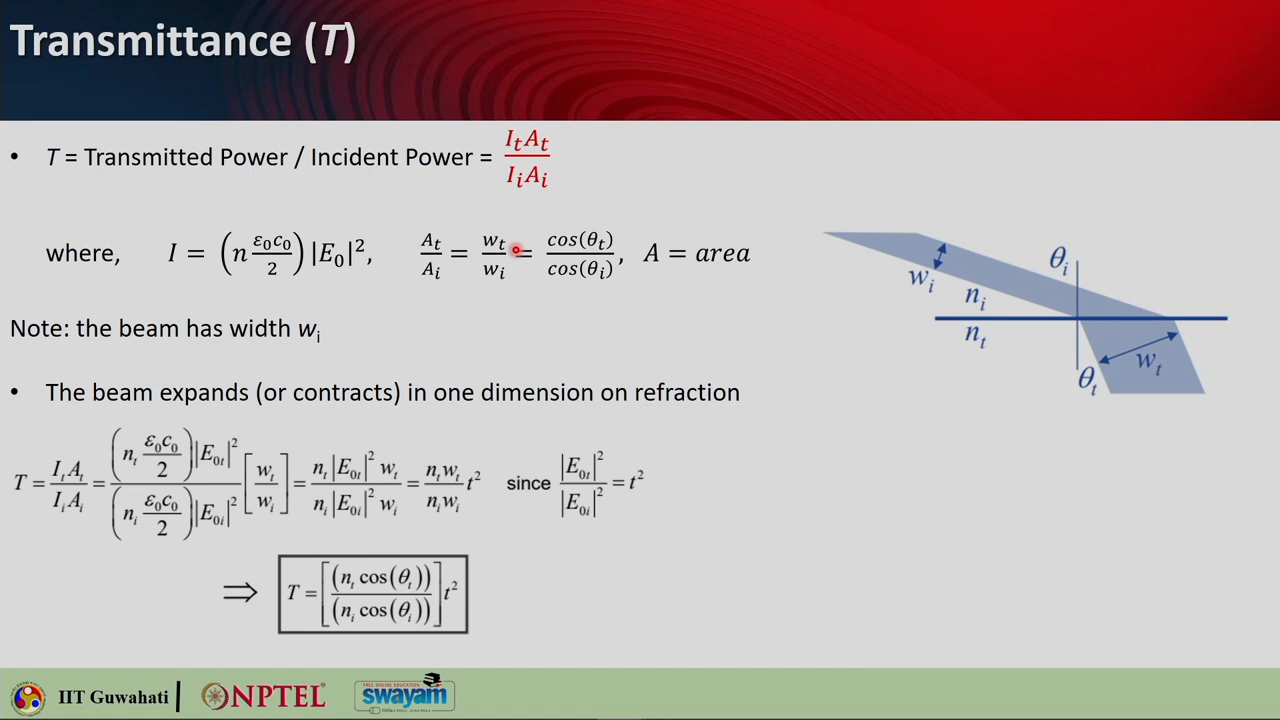 Transmittance (T)
• T = Transmitted Power / Incident Power = I_t A_t / I_i A_i
where, I = (n ε₀c₀/2) |E₀|², A_t/A_i = w_t/w_i = cos(θ_t)/cos(θ_i), A = area
Note: the beam has width w_i
• The beam expands (or contracts) in one dimension on refraction
T = I_t A_t / I_i A_i = (n_t ε₀c₀/2)|E₀t|² / (n_i ε₀c₀/2)|E₀i|² [w_t/w_i] = n_t|E₀t|² w_t / n_i|E₀i|² w_i = n_t w_t / n_i w_i t² since |E₀t|²/|E₀i|² = t²
⇒ T = [(n_t cos(θ_t)) / (n_i cos(θ_i))] t²
θ_i
w_i
n_i
n_t
w_t
θ_t
IIT Guwahati
NPTEL
FREE ONLINE EDUCATION
swayam